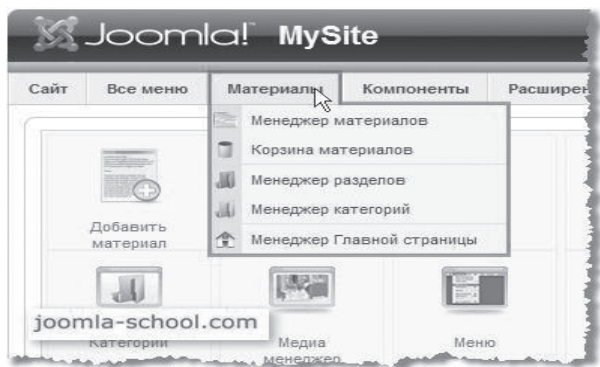 Joomla! MySite
Сайт Все меню Материалы Компоненты Расширен
Менеджер материалов
Корзина материалов
Менеджер разделов
Менеджер категорий
Менеджер Главной страницы
Добавить
материал
joomla-school.com
Категории
Медиа
менеджер
Меню